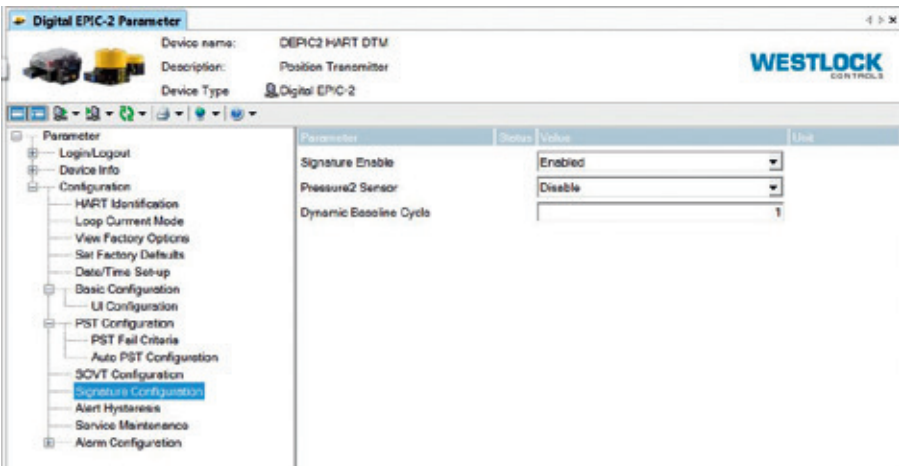 Digital EPIC-2 Parameter
Device name: DEPIC2 HART DTM
Description: Position Transmitter
Device Type Digital EPIC-2
WESTLOCK
CONTROLS
Parameter
Login/Logout
Device Info
Configuration
HART Identification
Loop Currment Mode
View Factory Options
Set Factory Defaults
Date/Time Set-up
Basic Configuration
UI Configuration
PST Configuration
PST Fail Criteria
Auto PST Configuration
SOVT Configuration
Signature Configuration
Alert Hysteresis
Service Maintenance
Alarm Configuration
Parameter Status Value Unit
Signature Enable Enabled
Pressure2 Sensor Disable
Dynamic Baseline Cycle 1